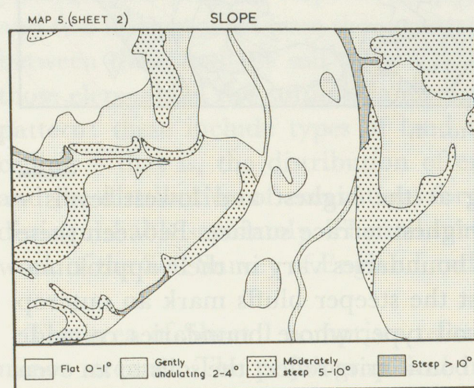 MAP 5.(SHEET 2) SLOPE
Flat 0-1° Gently undulating 2-4° Moderately steep 5-10° Steep >10°